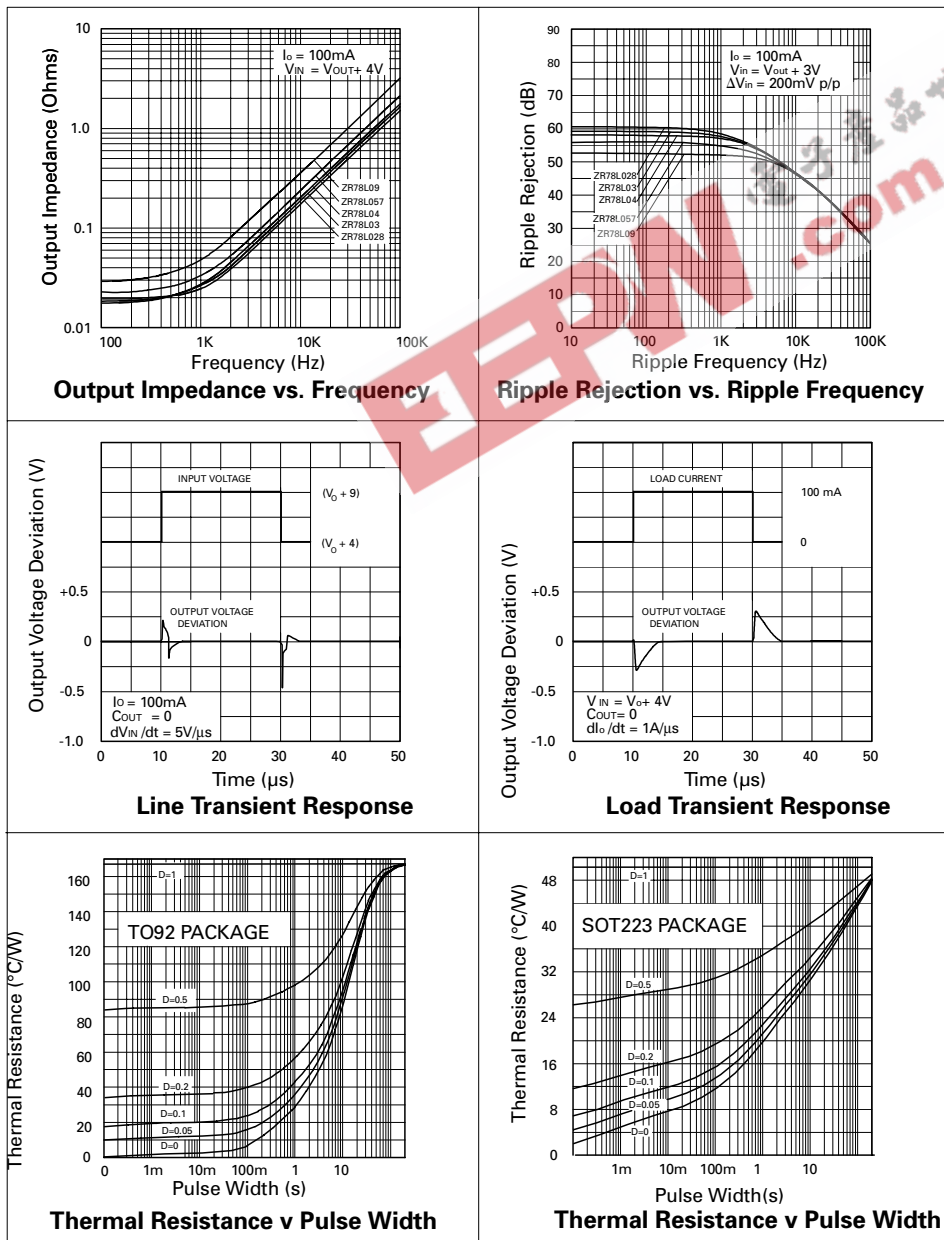 10
1.0
0.1
0.01
Output Impedance (Ohms)
Io = 100mA
VIN = VOUT+ 4V
ZR78L09
ZR78L057
ZR78L04
ZR78L03
ZR78L028
100
1K
10K
100K
Frequency (Hz)
Output Impedance vs. Frequency
90
80
70
60
50
40
30
20
10
0
Ripple Rejection (dB)
Io = 100mA
Vin = Vout + 3V
ΔVin = 200mV p/p
ZR78L028
ZR78L03
ZR78L04
ZR78L057
ZR78L09
10
100
1K
10K
100K
Ripple Frequency (Hz)
Ripple Rejection vs. Ripple Frequency
EEPW.com
Output Voltage Deviation (V)
INPUT VOLTAGE
(VO + 9)
(VO + 4)
+0.5
0
-0.5
-1.0
OUTPUT VOLTAGE
DEVIATION
IO = 100mA
COUT = 0
dVIN/dt = 5V/µs
0
10
20
30
40
50
Time (µs)
Line Transient Response
Output Voltage Deviation (V)
LOAD CURRENT
100 mA
0
+0.5
0
-0.5
-1.0
OUTPUT VOLTAGE
DEVIATION
VIN = Vo+ 4V
COUT= 0
dIo/dt = 1A/µs
0
10
20
30
40
50
Time (µs)
Load Transient Response
160
140
120
100
80
60
40
20
0
Thermal Resistance (°C/W)
D=1
TO92 PACKAGE
D=0.5
D=0.2
D=0.1
D=0.05
D=0
0
1m
10m
100m
1
10
Pulse Width (s)
Thermal Resistance v Pulse Width
48
40
32
24
16
8
0
Thermal Resistance (°C/W)
D=1
SOT223 PACKAGE
D=0.5
D=0.2
D=0.1
D=0.05
D=0
1m
10m
100m
1
10
Pulse Width(s)
Thermal Resistance v Pulse Width